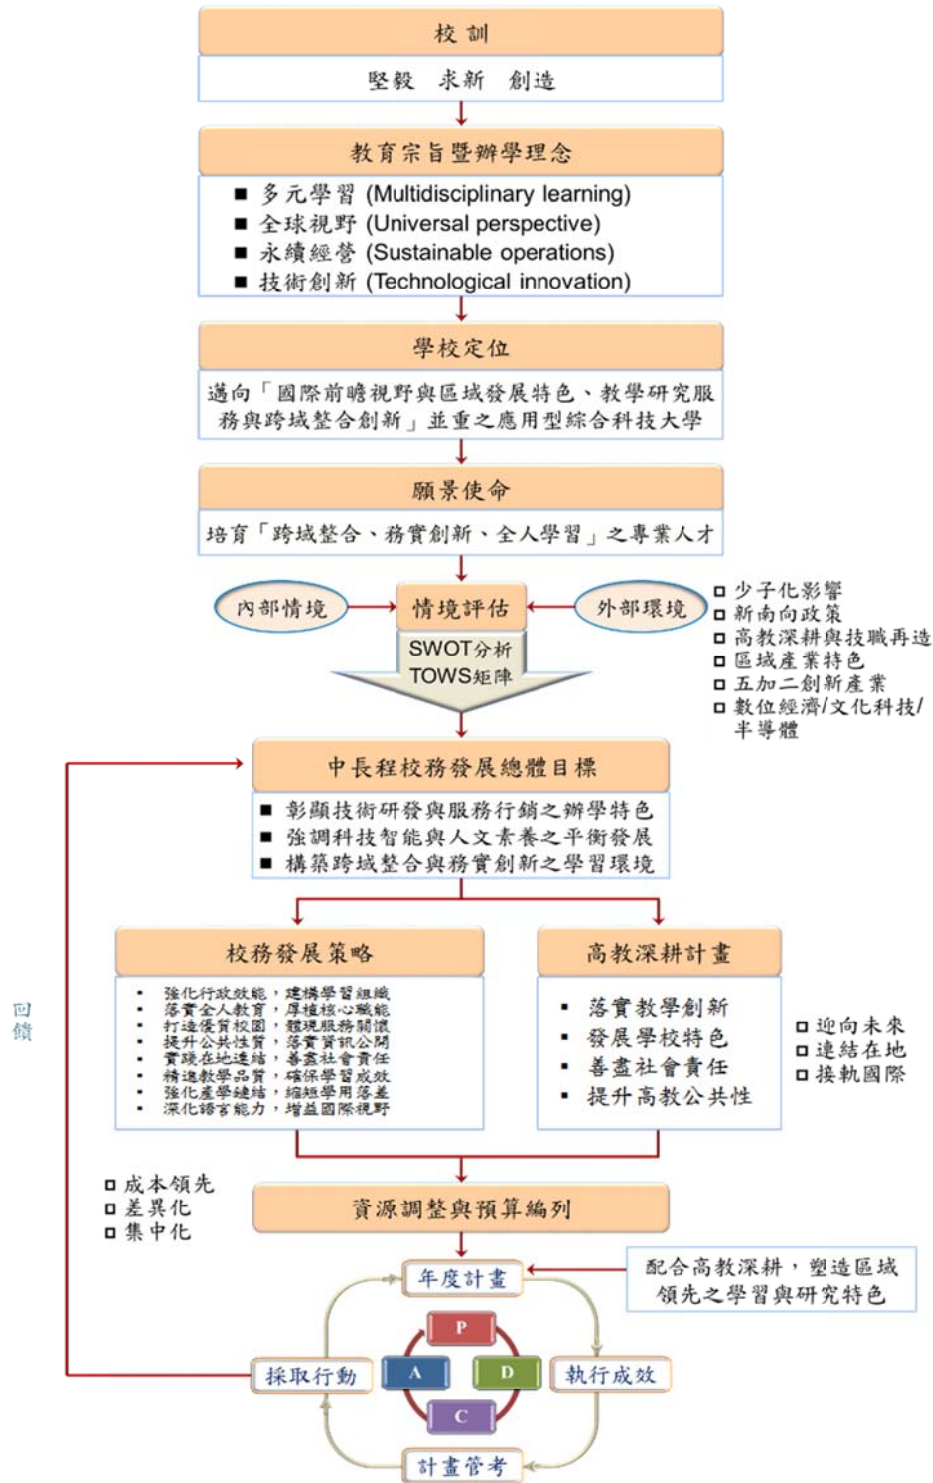 校訓
堅毅 求新 創造
教育宗旨暨辦學理念
■ 多元學習 (Multidisciplinary learning)
■ 全球視野 (Universal perspective)
■ 永續經營 (Sustainable operations)
■ 技術創新 (Technological innovation)
學校定位
邁向「國際前瞻視野與區域發展特色、教學研究服
務與跨域整合創新」並重之應用型綜合科技大學
願景使命
培育「跨域整合、務實創新、全人學習」之專業人才
內部情境
情境評估
外部環境
SWOT分析
TOWS矩陣
□ 少子化影響
□ 新南向政策
□ 高教深耕與技職再造
□ 區域產業特色
□ 五加二創新產業
□ 數位經濟/文化科技/
半導體
中長程校務發展總體目標
■ 彰顯技術研發與服務行銷之辦學特色
■ 強調科技智能與人文素養之平衡發展
■ 構築跨域整合與務實創新之學習環境
校務發展策略
▪ 強化行政效能，建構學習組織
▪ 落實全人教育，厚植核心職能
▪ 打造優質校園，體現服務關懷
▪ 提升公共性質，落實資訊公開
▪ 實踐在地連結，善盡社會責任
▪ 精進教學品質，確保學習成效
▪ 強化產學鏈結，縮短學用落差
▪ 深化語言能力，增益國際視野
高教深耕計畫
▪ 落實教學創新
▪ 發展學校特色
▪ 善盡社會責任
▪ 提升高教公共性
□ 迎向未來
□ 連結在地
□ 接軌國際
回饋
□ 成本領先
□ 差異化
□ 集中化
資源調整與預算編列
年度計畫
配合高教深耕，塑造區域
領先之學習與研究特色
P
A
D
C
採取行動
執行成效
計畫管考